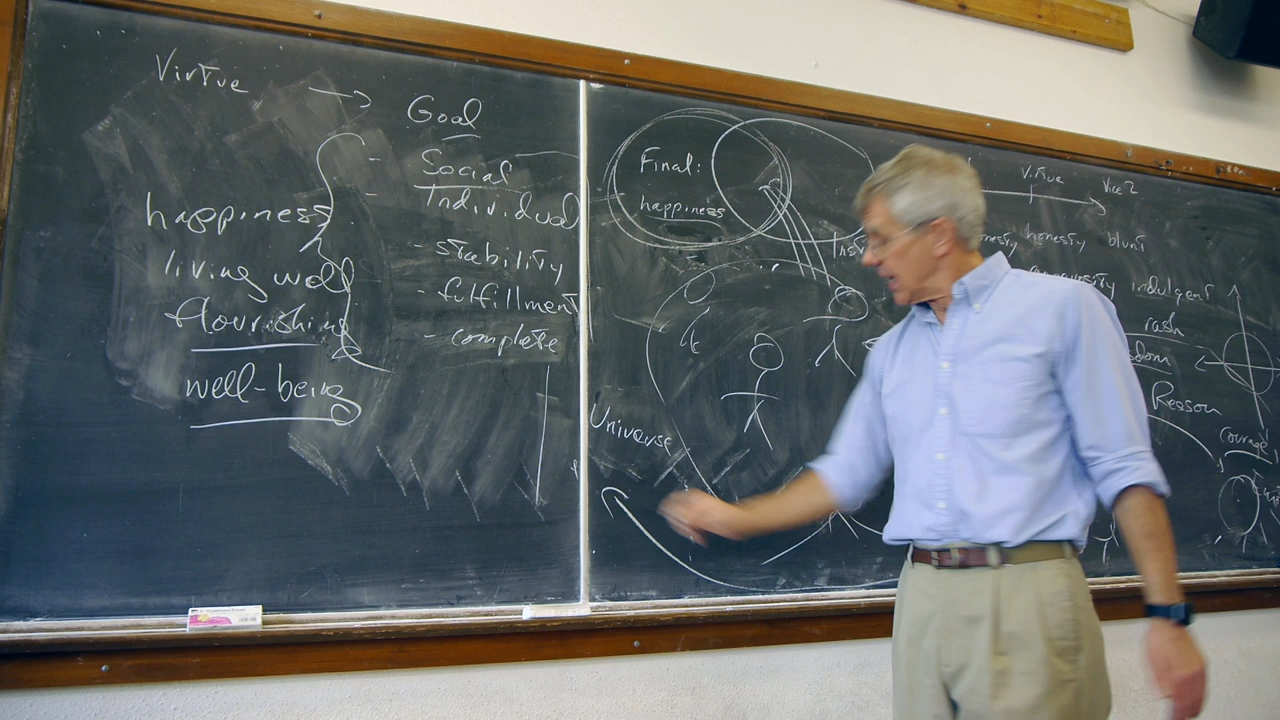 Virtue →
Goal
- Social
- Individual
happiness
living well
flourishing
well-being
- stability
- fulfillment
- complete
Final:
happiness
Universe
Virtue
Vice 2
honesty blunt
indulgent
rash
Reason
courage